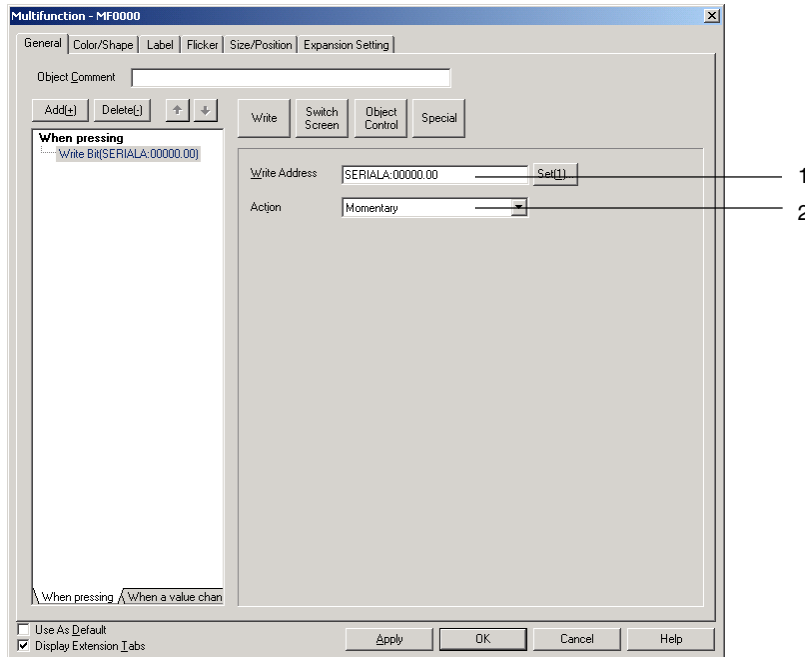 Multifunction - MF0000
General Color/Shape Label Flicker Size/Position Expansion Setting
Object Comment
Add(+) Delete(-)
Write Switch Screen Object Control Special
When pressing
Write Bit(SERIALA:00000.00)
Write Address SERIALA:00000.00 Set(1)... 1
Action Momentary 2
When pressing When a value chan
Use As Default
Display Extension Tabs
Apply OK Cancel Help